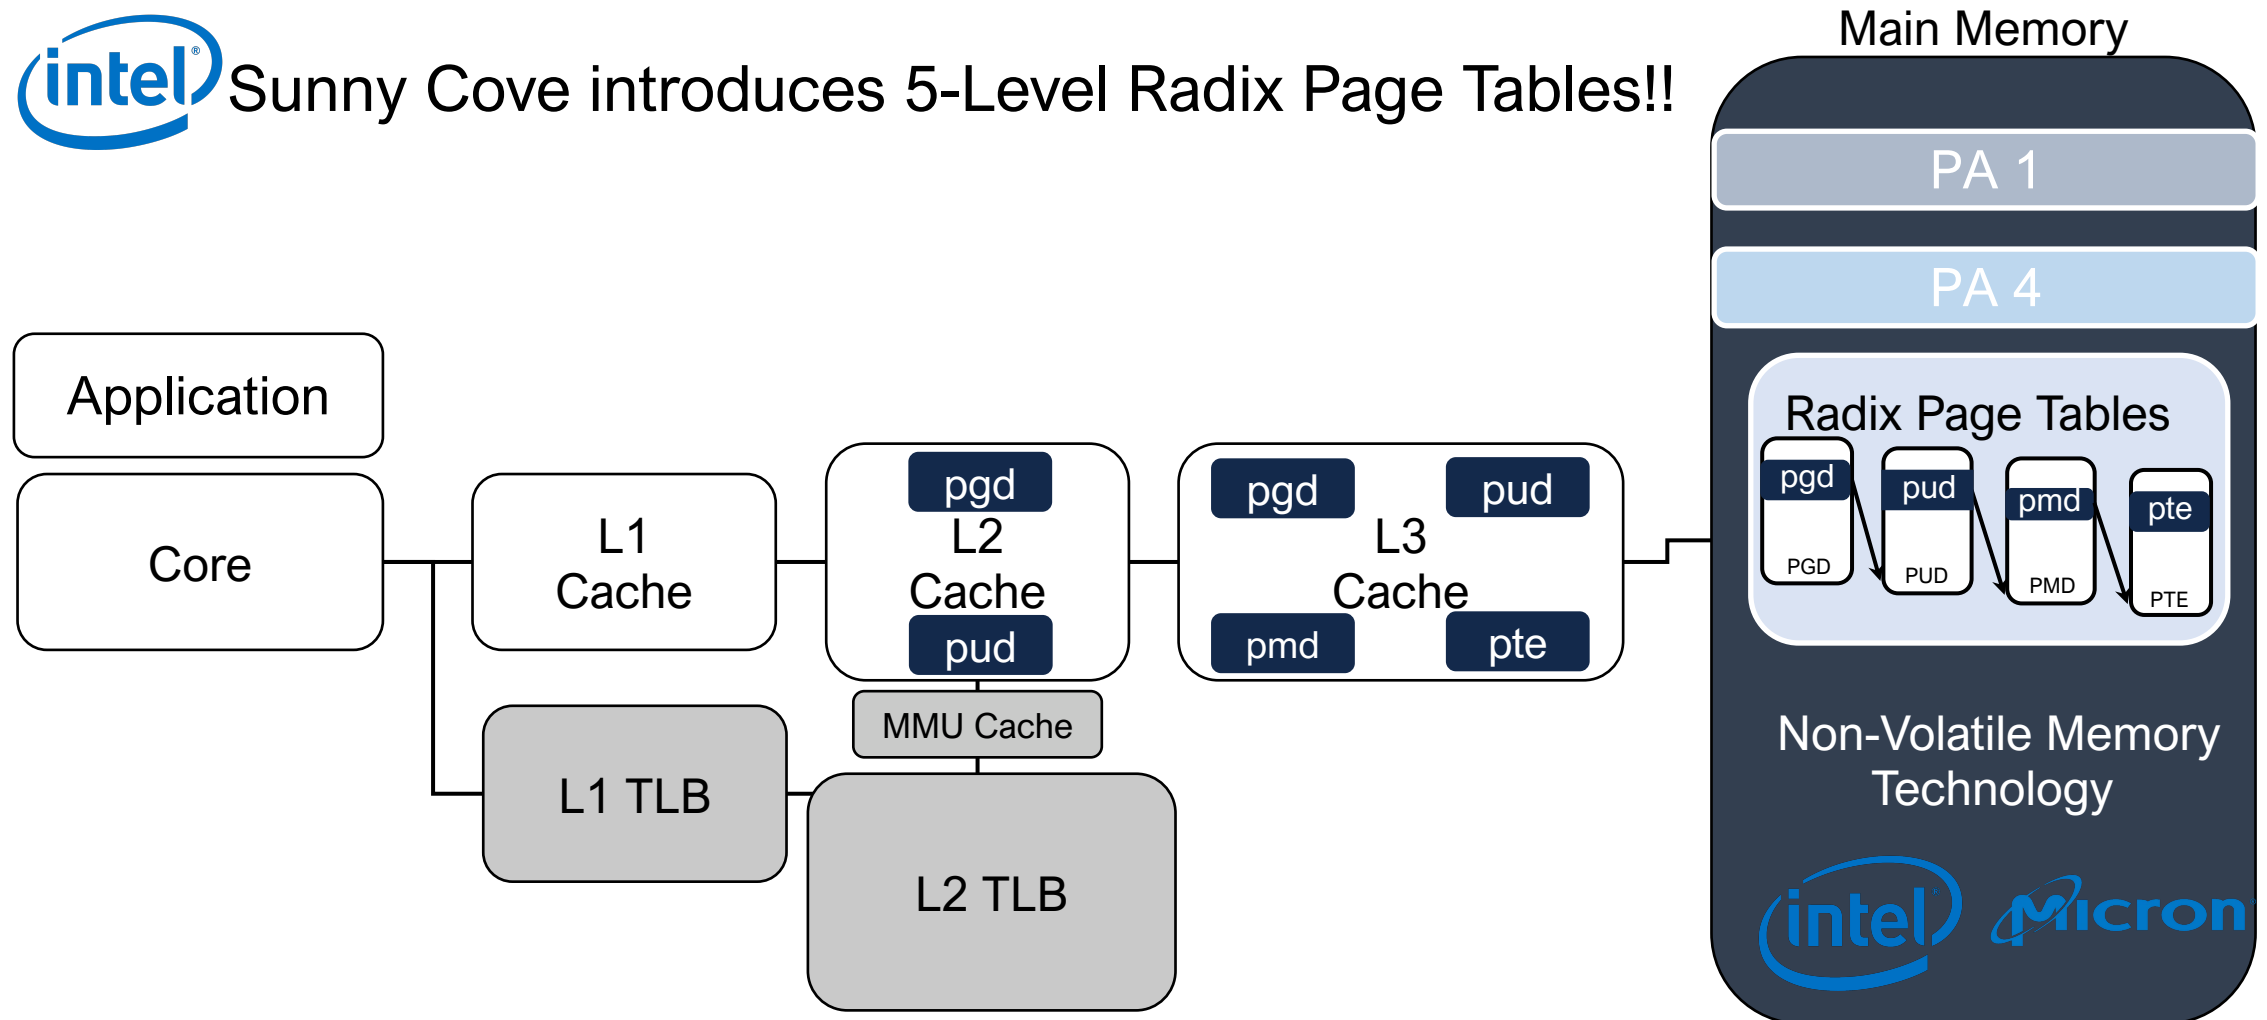 Main Memory
intel® Sunny Cove introduces 5-Level Radix Page Tables!!
PA 1
PA 4
Application
Core
L1
Cache
pgd
L2
Cache
pud
pgd
pud
L3
Cache
pmd
pte
Radix Page Tables
pgd
pud
pmd
pte
PGD
PUD
PMD
PTE
MMU Cache
L1 TLB
L2 TLB
Non-Volatile Memory
Technology
intel
Micron